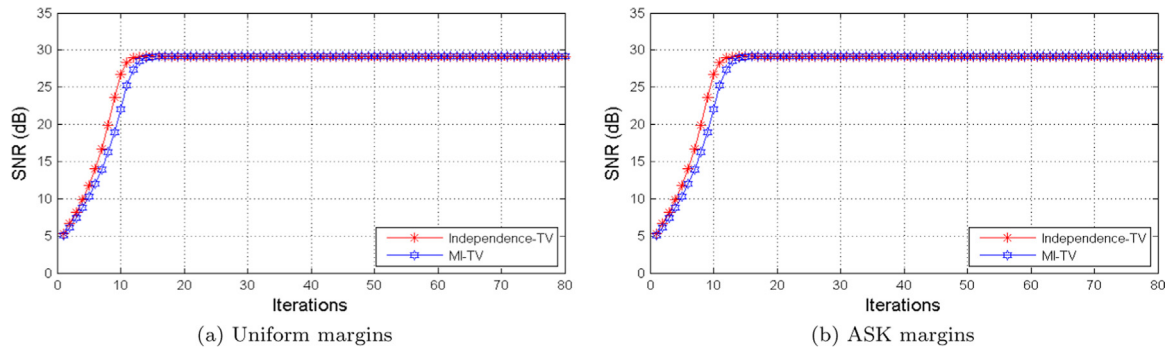 35
30
25
20
15
10
5
0
SNR (dB)
0 10 20 30 40 50 60 70 80
Iterations
Independence-TV
MI-TV
(a) Uniform margins
35
30
25
20
15
10
5
0
SNR (dB)
0 10 20 30 40 50 60 70 80
Iterations
Independence-TV
MI-TV
(b) ASK margins